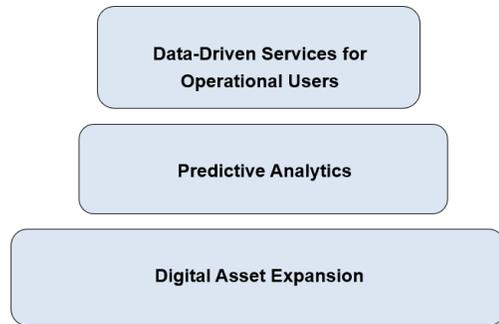 Data-Driven Services for
Operational Users
Predictive Analytics
Digital Asset Expansion